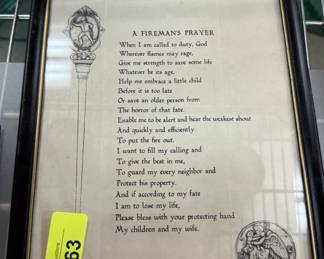 A FIREMAN'S PRAYER
When I am called to duty, God
Wherever flames may rage,
Give me strength to save some life
Whatever be its age.
Help me embrace a little child
Before it is too late
Or save an older person from
The horror of that fate.
Enable me to be alert and hear the weakest shout
And quickly and efficiently
To put the fire out.
I want to fill my calling and
To give the best in me,
To guard my every neighbor and
Protect his property.
And if according to my fate
I am to lose my life,
Please bless with your protecting hand
My children and my wife.
63